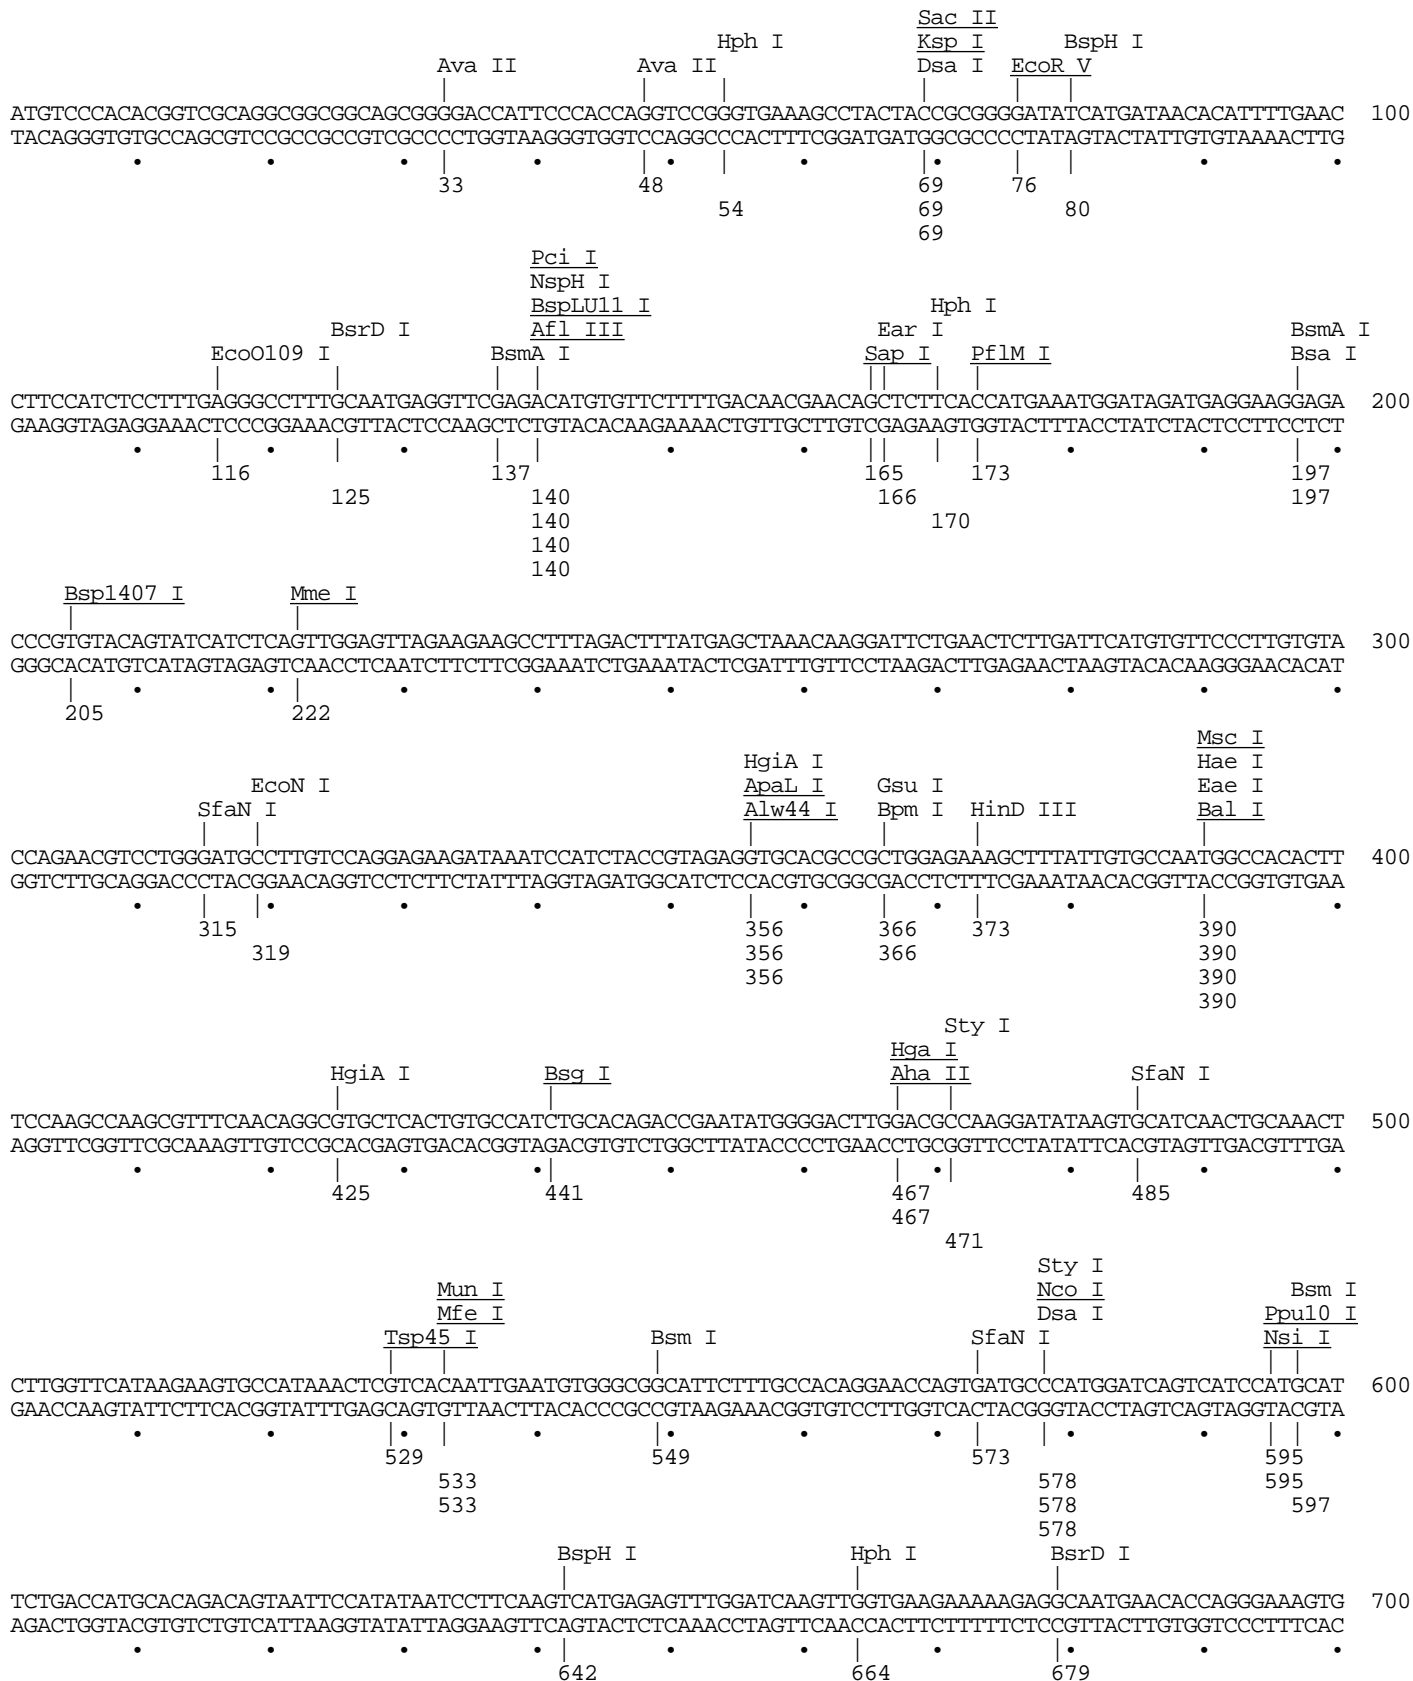 Sac II
Hph I Ksp I BspH I
Ava II Ava II Dsa I EcoR V
ATGTCCCACACGGTCGCAGGCGGCGGCAGCGGGGACCATTCCCACCAGGTCCGGGTGAAAGCCTACTACCGCGGGGATATCATGATAACACATTTTGAAC 100
TACAGGGTGTGCCAGCGTCCGCCGCCGTCGCCCCTGGTAAGGGTGGTCCAGGCCCACTTTCGGATGATGGCGCCCCTATAGTACTATTGTGTAAAACTTG
33 48 69 76
54 69 80
69
Pci I
NspH I
BspLU11 I Hph I
BsrD I Afl III Ear I BsmA I
EcoO109 I BsmA I Sap I PflM I Bsa I
CTTCCATCTCCTTTGAGGGCCTTTGCAATGAGGTTCGAGACATGTGTTCTTTTGACAACGAACAGCTCTTCACCATGAAATGGATAGATGAGGAAGGAGA 200
GAAGGTAGAGGAAACTCCCGGAAACGTTACTCCAAGCTCTGTACACAAGAAAACTGTTGCTTGTCGAGAAGTGGTACTTTACCTATCTACTCCTTCCTCT
116 137 165 173 197
125 140 166 197
140 170
140
140
Bsp1407 I Mme I
CCCGTGTACAGTATCATCTCAGTTGGAGTTAGAAGAAGCCTTTAGACTTTATGAGCTAAACAAGGATTCTGAACTCTTGATTCATGTGTTCCCTTGTGTA 300
GGGCACATGTCATAGTAGAGTCAACCTCAATCTTCTTCGGAAATCTGAAATACTCGATTTGTTCCTAAGACTTGAGAACTAAGTACACAAGGGAACACAT
205 222
Msc I
HgiA I Hae I
EcoN I ApaL I Gsu I Eae I
SfaN I Alw44 I Bpm I HinD III Bal I
CCAGAACGTCCTGGGATGCCTTGTCCAGGAGAAGATAAATCCATCTACCGTAGAGGTGCACGCCGCTGGAGAAAGCTTTATTGTGCCAATGGCCACACTT 400
GGTCTTGCAGGACCCTACGGAACAGGTCCTCTTCTATTTAGGTAGATGGCATCTCCACGTGCGGCGACCTCTTTCGAAATAACACGGTTACCGGTGTGAA
315 356 366 373 390
319 356 366 390
356 390
390
Sty I
Hga I
HgiA I Bsg I Aha II SfaN I
TCCAAGCCAAGCGTTTCAACAGGCGTGCTCACTGTGCCATCTGCACAGACCGAATATGGGGACTTGGACGCCAAGGATATAAGTGCATCAACTGCAAACT 500
AGGTTCGGTTCGCAAAGTTGTCCGCACGAGTGACACGGTAGACGTGTCTGGCTTATACCCCTGAACCTGCGGTTCCTATATTCACGTAGTTGACGTTTGA
425 441 467 485
467
471
Sty I
Mun I Nco I Bsm I
Mfe I Dsa I Ppu10 I
Tsp45 I Bsm I SfaN I Nsi I
CTTGGTTCATAAGAAGTGCCATAAACTCGTCACAATTGAATGTGGGCGGCATTCTTTGCCACAGGAACCAGTGATGCCCATGGATCAGTCATCCATGCAT 600
GAACCAAGTATTCTTCACGGTATTTGAGCAGTGTTAACTTACACCCGCCGTAAGAAACGGTGTCCTTGGTCACTACGGGTACCTAGTCAGTAGGTACGTA
529 549 573 595
533 578 595
533 578 597
578
BspH I Hph I BsrD I
TCTGACCATGCACAGACAGTAATTCCATATAATCCTTCAAGTCATGAGAGTTTGGATCAAGTTGGTGAAGAAAAAGAGGCAATGAACACCAGGGAAAGTG 700
AGACTGGTACGTGTCTGTCATTAAGGTATATTAGGAAGTTCAGTACTCTCAAACCTAGTTCAACCACTTCTTTTTCTCCGTTACTTGTGGTCCCTTTCAC
642 664 679